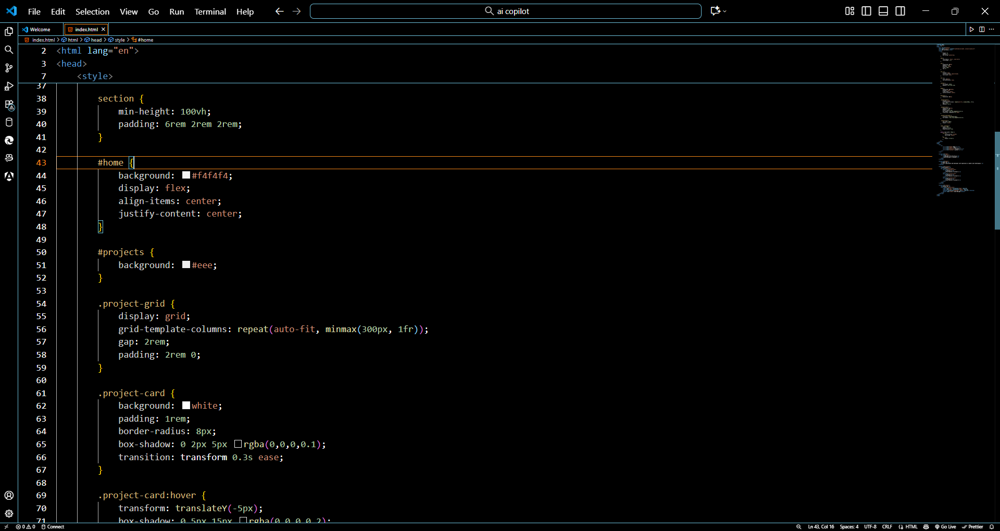 File Edit Selection View Go Run Terminal Help
ai copilot
Welcome
index.html
index.html > html > head > style > #home
2 <html lang="en">
3 <head>
7 <style>
37
38 section {
39 min-height: 100vh;
40 padding: 6rem 2rem 2rem;
41 }
42
43 #home {
44 background: #f4f4f4;
45 display: flex;
46 align-items: center;
47 justify-content: center;
48 }
49
50 #projects {
51 background: #eee;
52 }
53
54 .project-grid {
55 display: grid;
56 grid-template-columns: repeat(auto-fit, minmax(300px, 1fr));
57 gap: 2rem;
58 padding: 2rem 0;
59 }
60
61 .project-card {
62 background: white;
63 padding: 1rem;
64 border-radius: 8px;
65 box-shadow: 0 2px 5px rgba(0,0,0,0.1);
66 transition: transform 0.3s ease;
67 }
68
69 .project-card:hover {
70 transform: translateY(-5px);
71 box-shadow: 0 5px 15px rgba(0,0,0,0.2);
0 0 Connect
Ln 43, Col 16 Spaces: 4 UTF-8 CRLF HTML Go Live Prettier